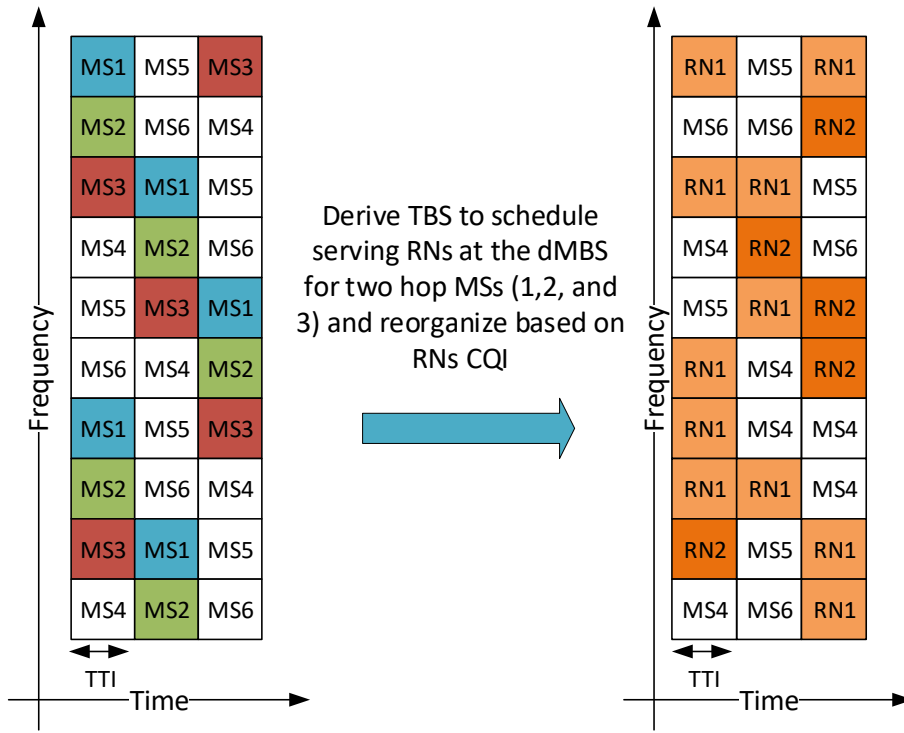 MS1 MS5 MS3
MS2 MS6 MS4
MS3 MS1 MS5
MS4 MS2 MS6
MS5 MS3 MS1
MS6 MS4 MS2
MS1 MS5 MS3
MS2 MS6 MS4
MS3 MS1 MS5
MS4 MS2 MS6
Frequency
TTI
Time
Derive TBS to schedule
serving RNs at the dMBS
for two hop MSs (1,2, and
3) and reorganize based on
RNs CQI
RN1 MS5 RN1
MS6 MS6 RN2
RN1 RN1 MS5
MS4 RN2 MS6
MS5 RN1 RN2
RN1 MS4 RN2
RN1 MS4 MS4
RN1 RN1 MS4
RN2 MS5 RN1
MS4 MS6 RN1
Frequency
TTI
Time